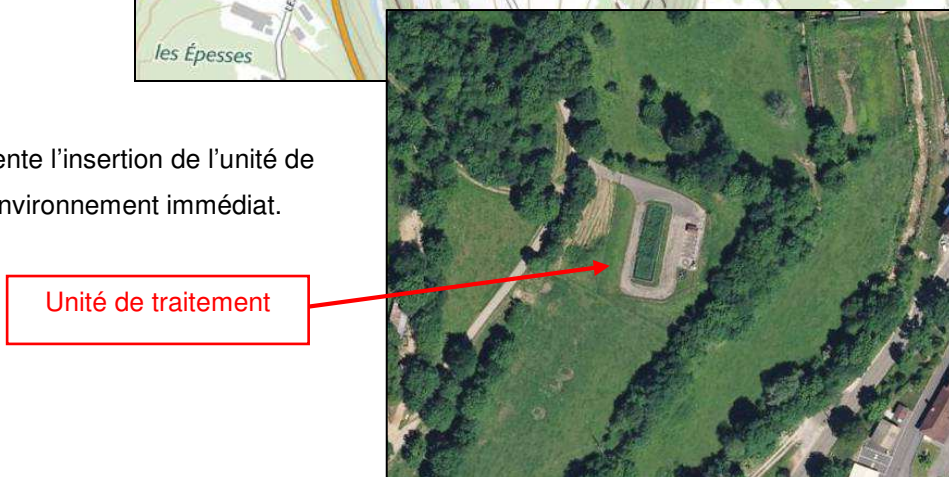 les Épesses
ente l'insertion de l'unité de
nvironnement immédiat.
Unité de traitement